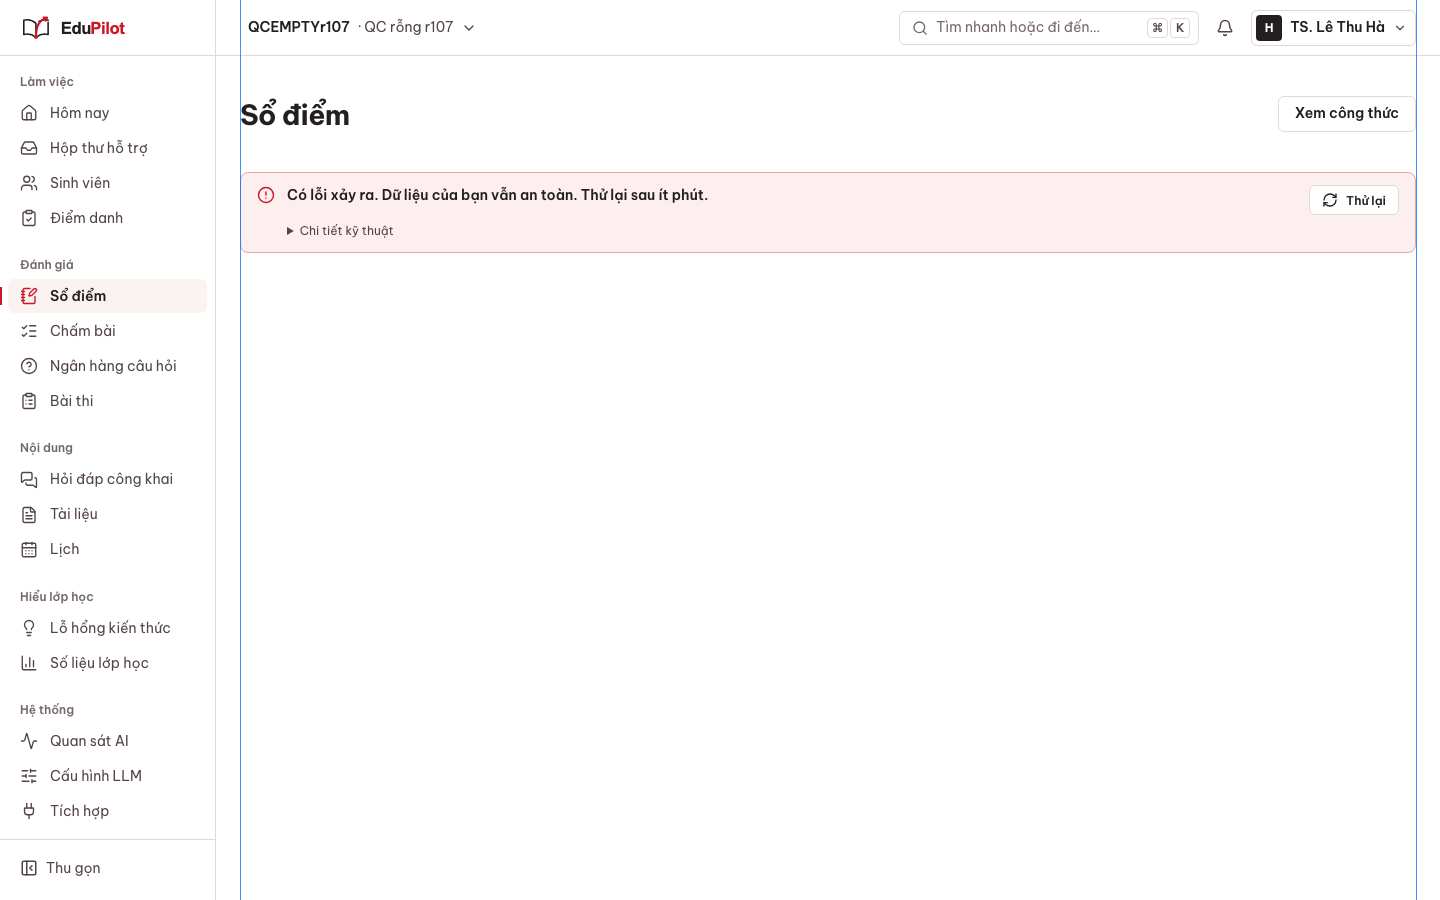 EduPilot
QCEMPTYr107 · QC rỗng r107
Tìm nhanh hoặc đi đến...
⌘ K
H TS. Lê Thu Hà
Làm việc
Hôm nay
Hộp thư hỗ trợ
Sinh viên
Điểm danh
Đánh giá
Sổ điểm
Chấm bài
Ngân hàng câu hỏi
Bài thi
Nội dung
Hỏi đáp công khai
Tài liệu
Lịch
Hiểu lớp học
Lỗ hổng kiến thức
Số liệu lớp học
Hệ thống
Quan sát AI
Cấu hình LLM
Tích hợp
Thu gọn
Sổ điểm
Xem công thức
Có lỗi xảy ra. Dữ liệu của bạn vẫn an toàn. Thử lại sau ít phút.
Thử lại
Chi tiết kỹ thuật